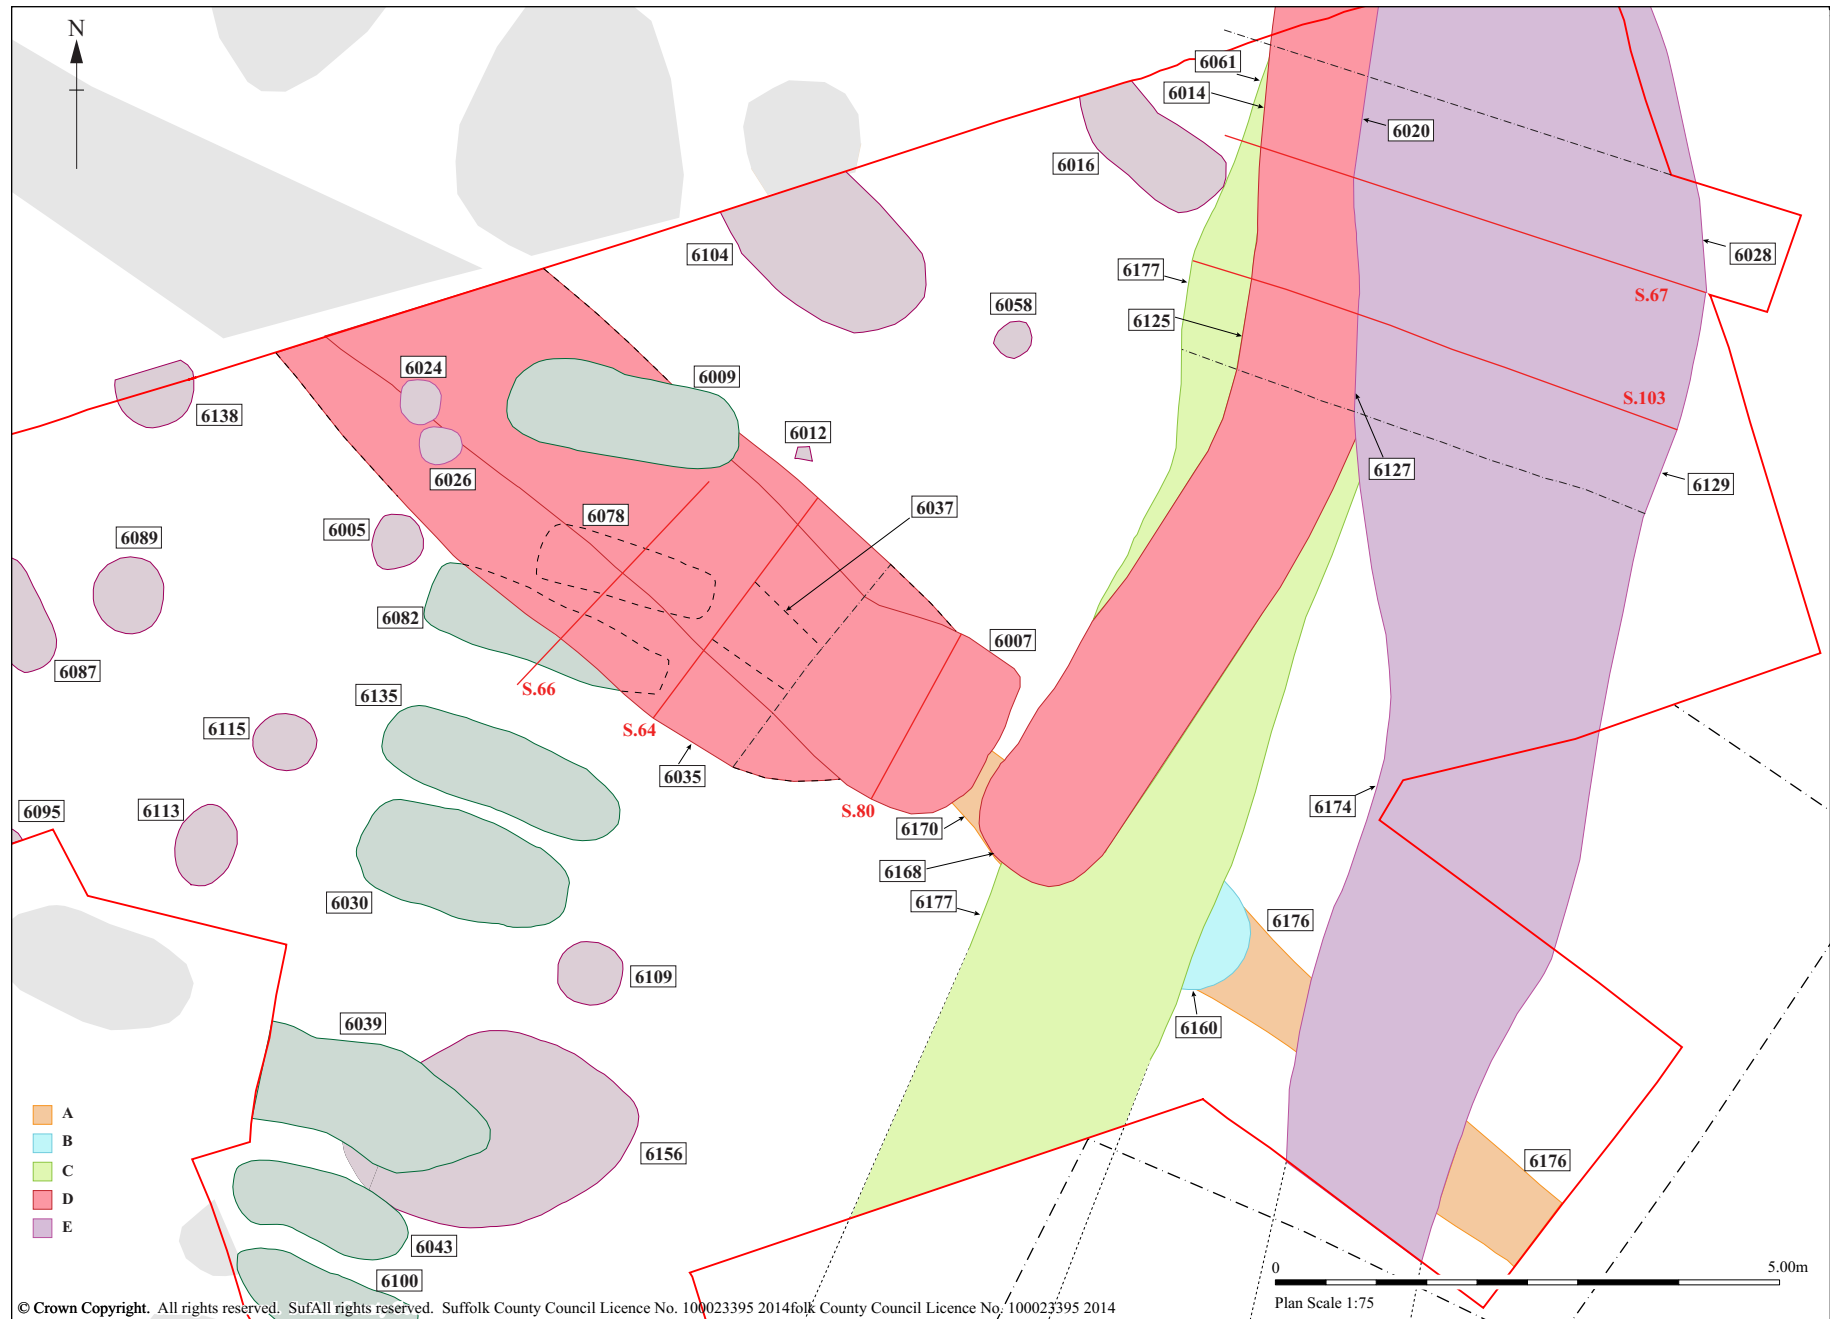 N
6061
6014
6020
6016
6104
6028
6177
6058
S.67
6125
6024
6009
S.103
6138
6012
6026
6127
6129
6037
6078
6005
6089
6082
6007
6087
S.66
6135
6115
S.64
6035
6174
6095
6113
S.80
6170
6168
6030
6177
6176
6109
6039
6160
A
B
6156
6176
C
D
E
6043
6100
0 5.00m
Plan Scale 1:75
© Crown Copyright. All rights reserved. SufAll rights reserved. Suffolk County Council Licence No. 100023395 2014folk County Council Licence No. 100023395 2014